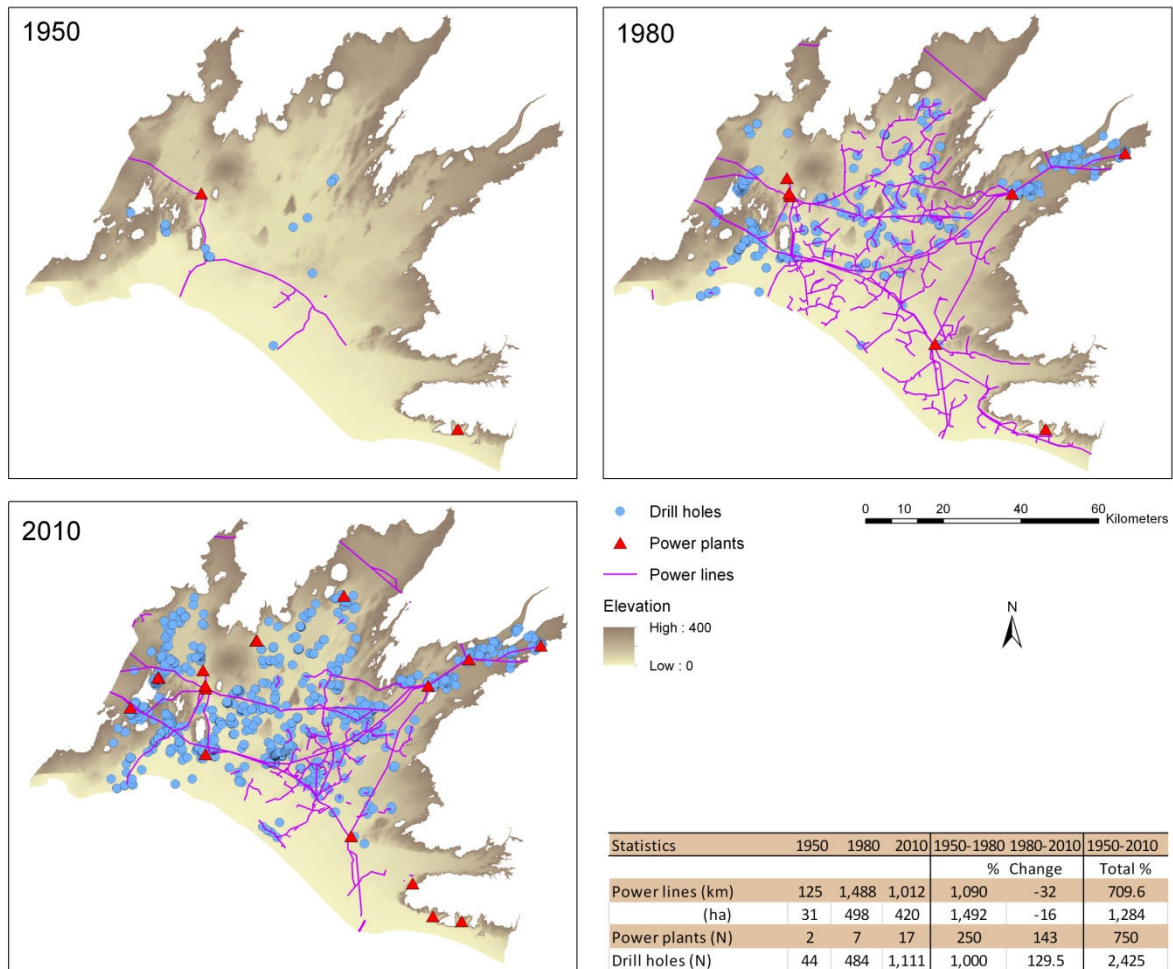 1950
1980
2010
Drill holes
Power plants
Power lines
Elevation
High : 400
Low : 0
0 10 20 40 60
Kilometers
N
Statistics 1950 1980 2010 1950-1980 1980-2010 1950-2010
% Change Total %
Power lines (km) 125 1,488 1,012 1,090 -32 709.6
(ha) 31 498 420 1,492 -16 1,284
Power plants (N) 2 7 17 250 143 750
Drill holes (N) 44 484 1,111 1,000 129.5 2,425